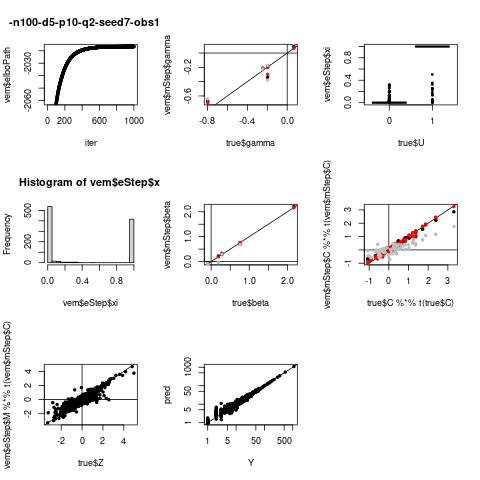 -n100-d5-p10-q2-seed7-obs1
vem$elboPath
-2060 -2030
0 200 600 1000
iter
vem$mStep$gamma
-0.6 -0.2
-0.8 -0.4 0.0
true$gamma
vem$eStep$xi
0.0 0.4 0.8
0 1
true$U
Histogram of vem$eStep$x
Frequency
0 200 500
0.0 0.4 0.8
vem$eStep$xi
vem$mStep$beta
0.0 1.0 2.0
0.0 1.0 2.0
true$beta
vem$mStep$C %*% t(vem$mStep$C)
-1 1 3
-1 0 1 2 3
true$C %*% t(true$C)
vem$eStep$M %*% t(vem$mStep$C)
-2 0 2 4
-2 0 2 4
true$Z
pred
1 5 50 1000
1 5 50 500
Y